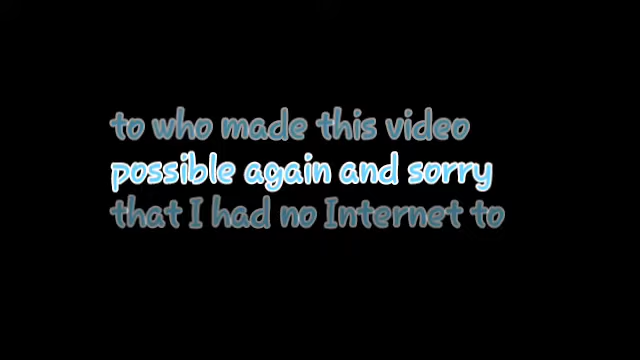 to who made this video
possible again and sorry
that I had no Internet to